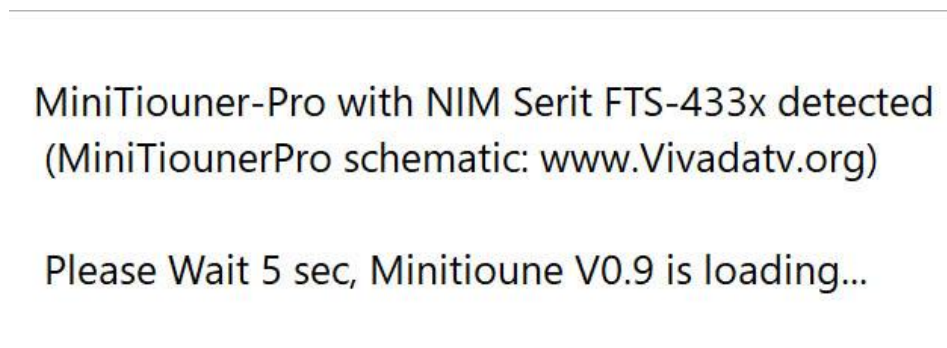 MiniTiouner-Pro with NIM Serit FTS-433x detected
(MiniTiounerPro schematic: www.Vivadatv.org)
Please Wait 5 sec, Minitioune V0.9 is loading...